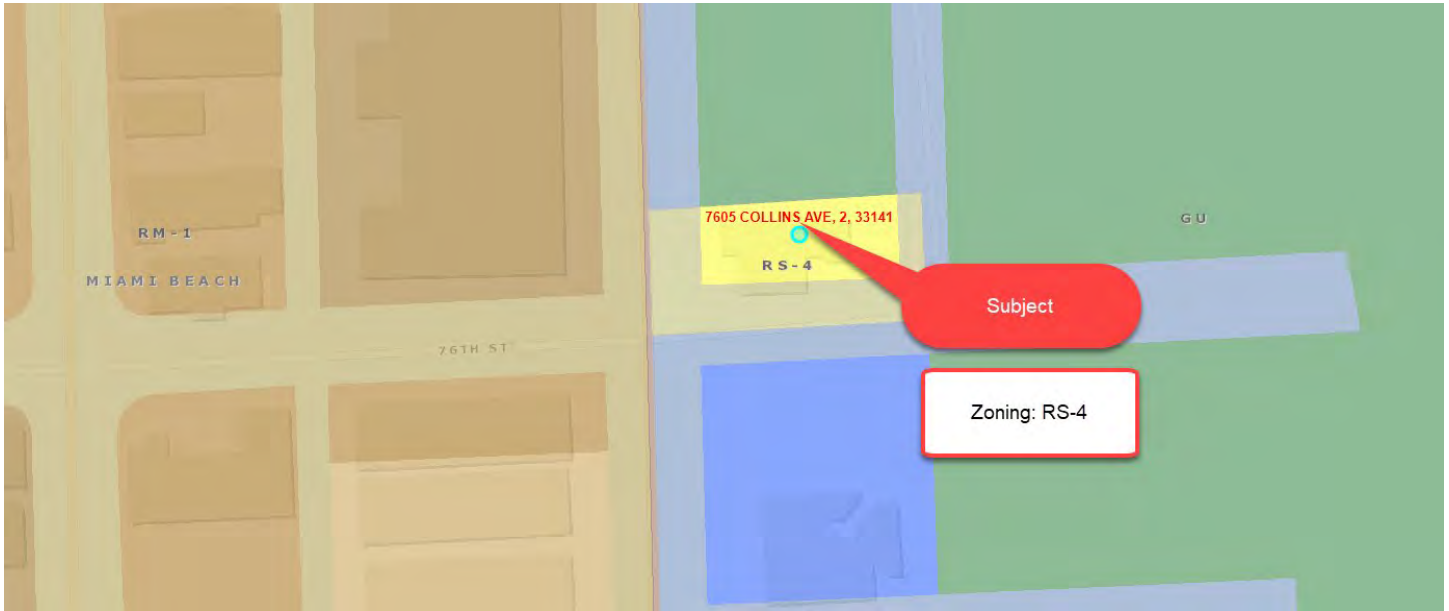 7605 COLLINS AVE, 2, 33141
GU
RM-1
RS-4
MIAMI BEACH
Subject
76TH ST
Zoning: RS-4